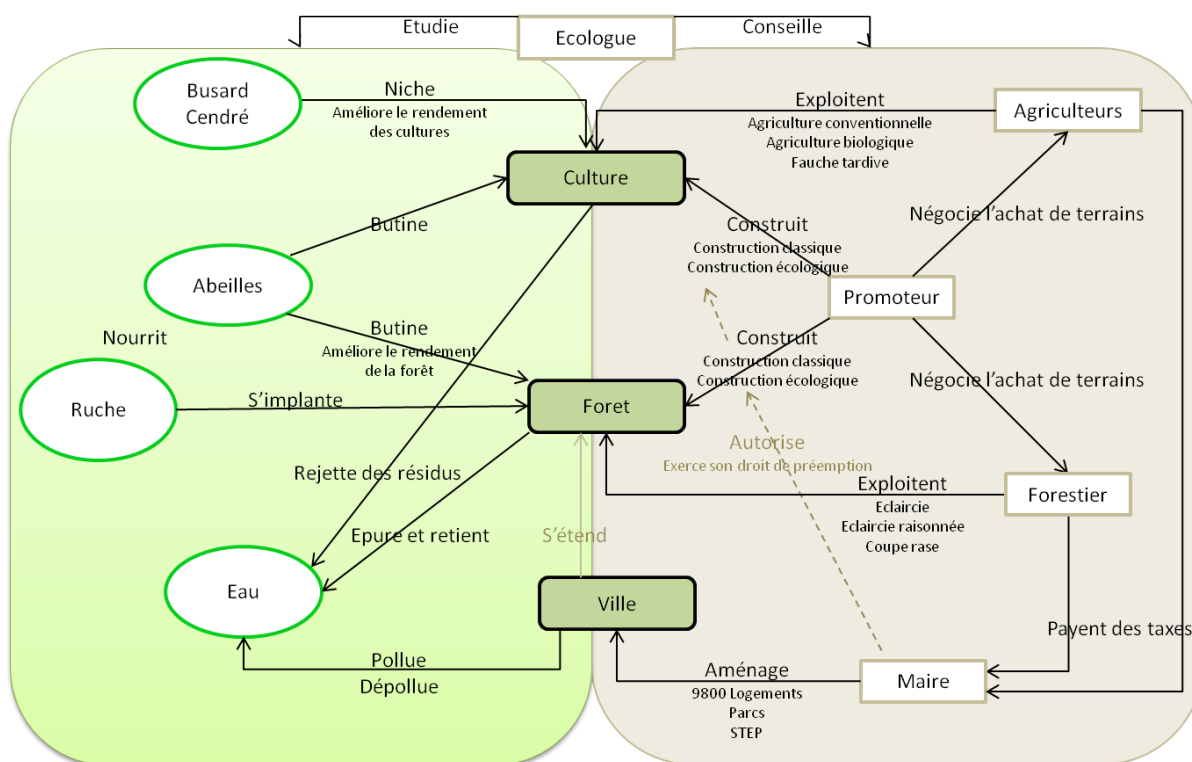 Etudie
Ecologue
Conseille
Busard
Cendré
Niche
Améliore le rendement
des cultures
Exploitent
Agriculture conventionnelle
Agriculture biologique
Fauche tardive
Agriculteurs
Culture
Butine
Construit
Construction classique
Construction écologique
Négocie l'achat de terrains
Abeilles
Promoteur
Nourrit
Butine
Améliore le rendement
de la forêt
Construit
Construction classique
Construction écologique
Négocie l'achat de terrains
Ruche
S'implante
Foret
Autorise
Exerce son droit de préemption
Rejette des résidus
Exploitent
Eclaircie
Eclaircie raisonnée
Coupe rase
Forestier
Epure et retient
S'étend
Eau
Ville
Payent des taxes
Pollue
Dépollue
Aménage
9800 Logements
Parcs
STEP
Maire